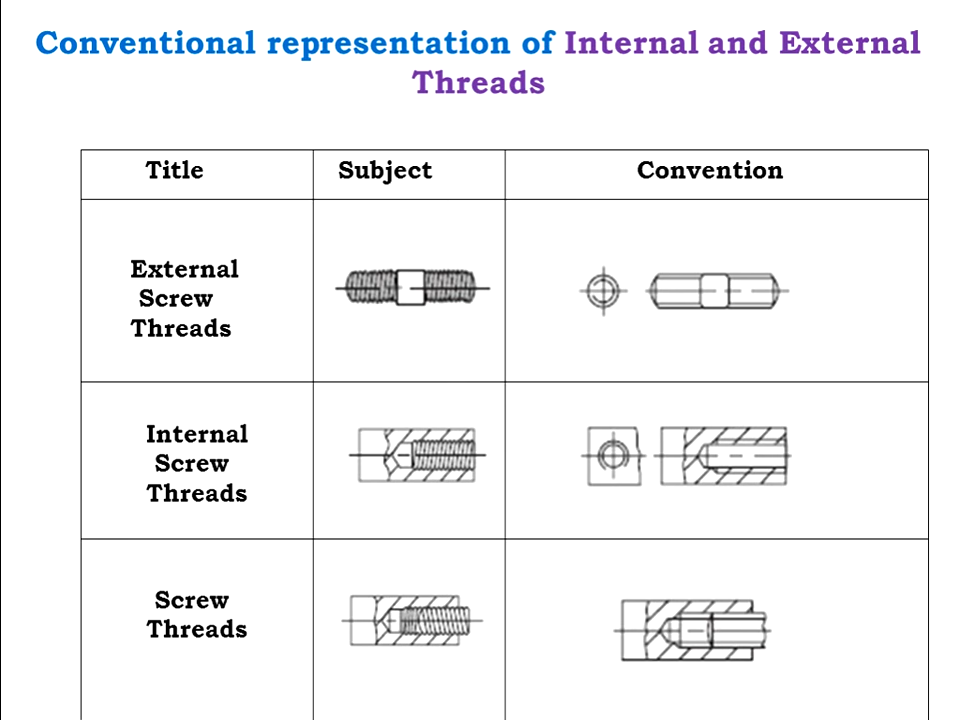 Conventional representation of Internal and External
Threads
Title Subject Convention
External
Screw
Threads
Internal
Screw
Threads
Screw
Threads